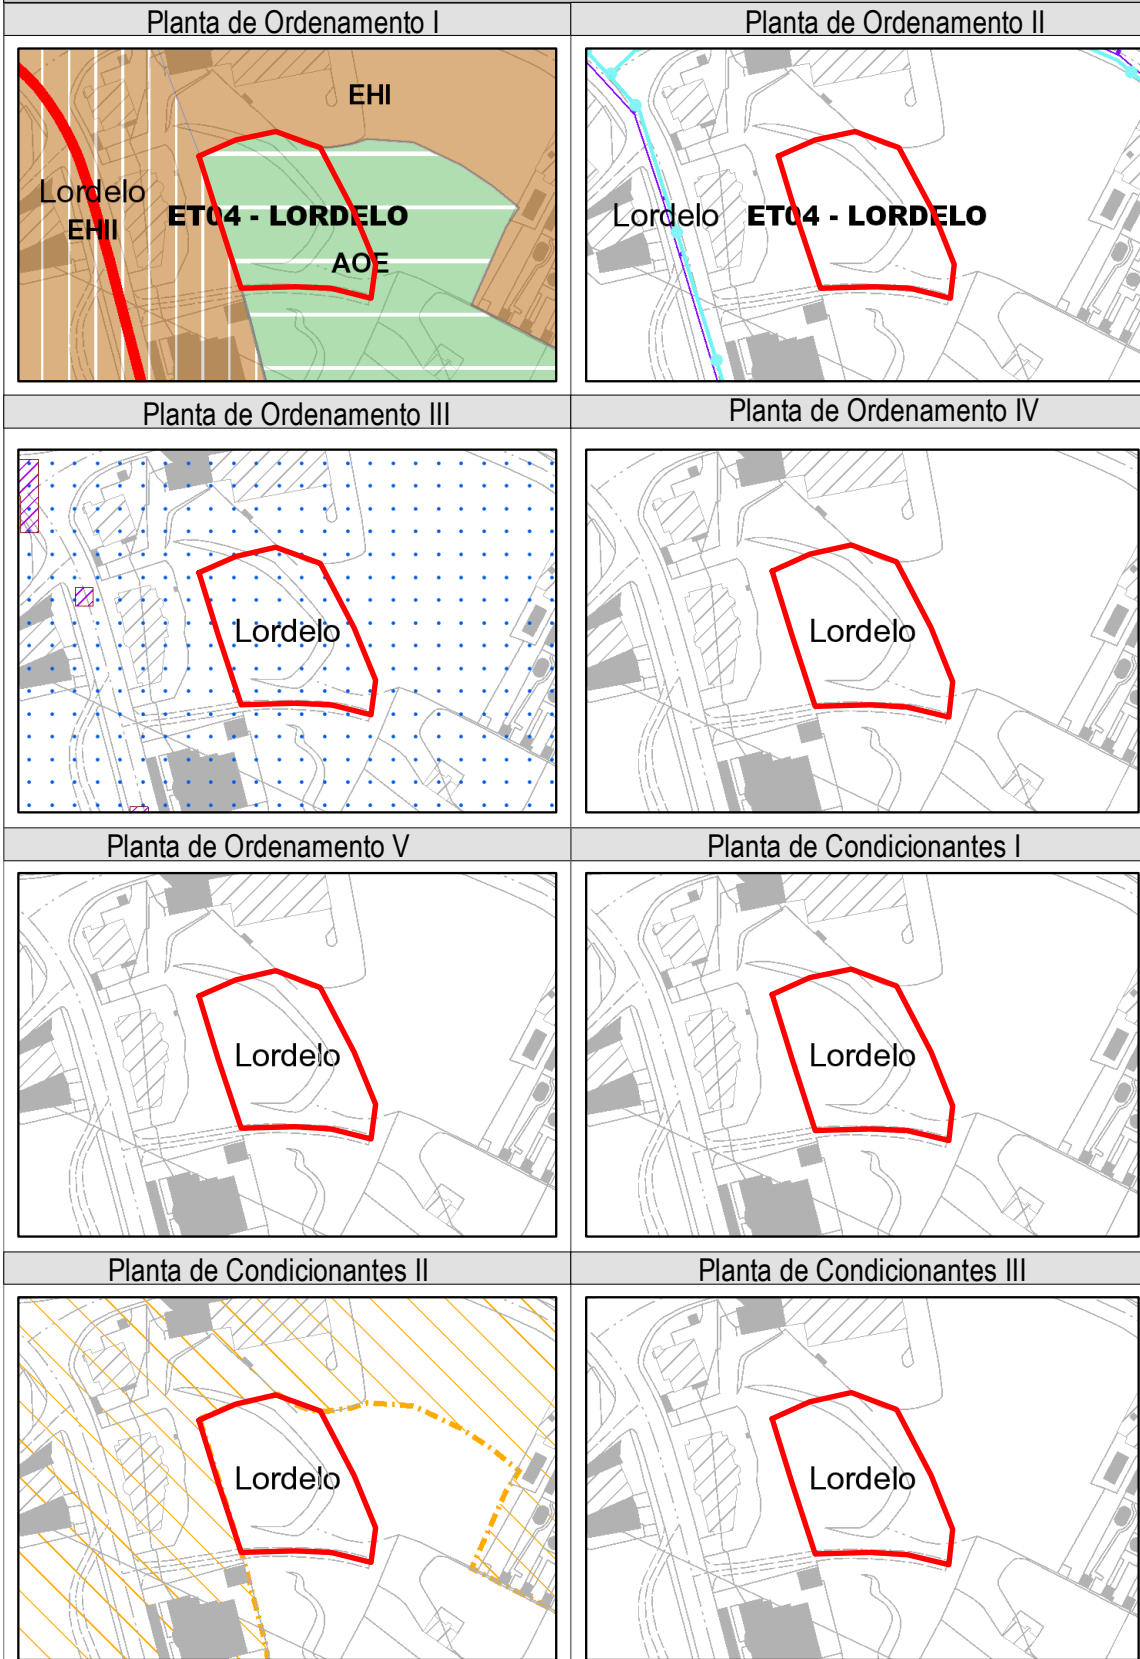 Planta de Ordenamento I
Planta de Ordenamento II
EHI
Lordelo
EHII
ET04 - LORDELO
AOE
Lordelo
ET04 - LORDELO
Planta de Ordenamento III
Planta de Ordenamento IV
Lordelo
Lordelo
Planta de Ordenamento V
Planta de Condicionantes I
Lordelo
Lordelo
Planta de Condicionantes II
Planta de Condicionantes III
Lordelo
Lordelo